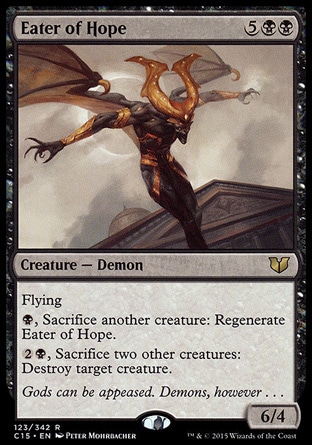 Eater of Hope 5
Creature — Demon
Flying
, Sacrifice another creature: Regenerate
Eater of Hope.
2, Sacrifice two other creatures:
Destroy target creature.
Gods can be appeased. Demons, however . . .
6/4
123/342 R
C15 • EN PETER MOHRBACHER
™ & © 2015 Wizards of the Coast